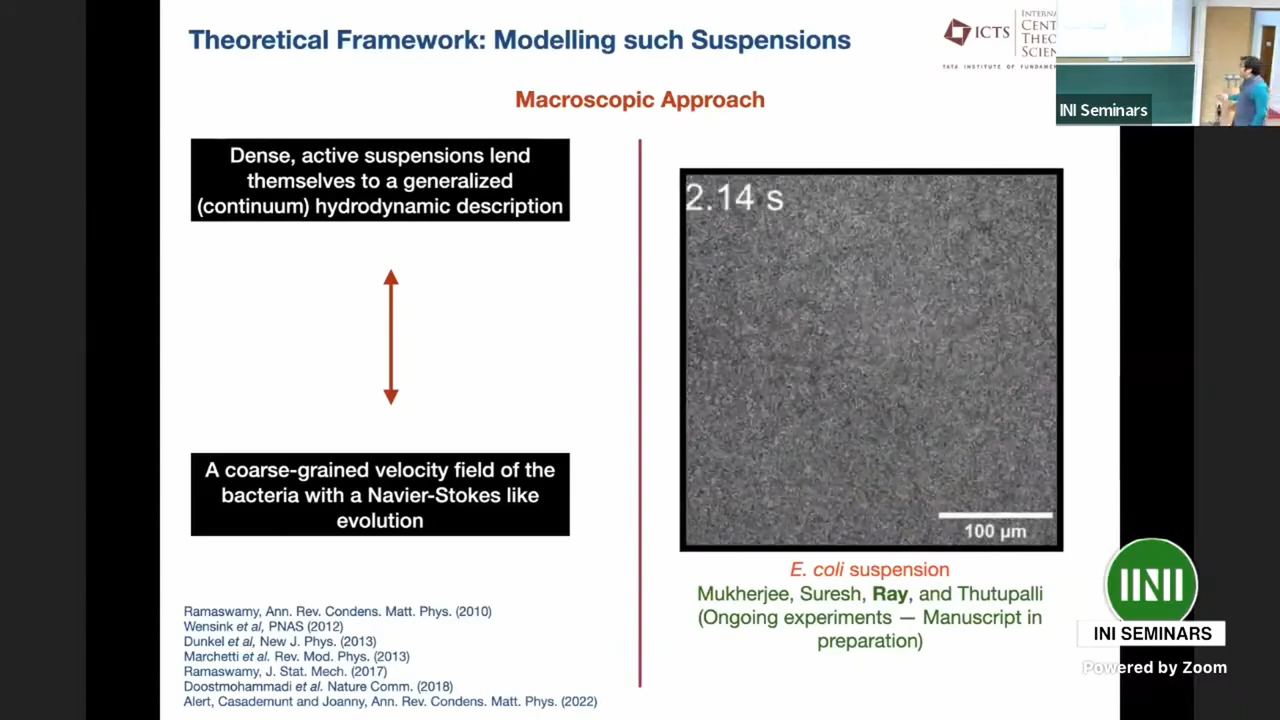 Theoretical Framework: Modelling such Suspensions
ICTS
INTERNA
CENT
THEO
SCIEN
TATA INSTITUTE OF FUNDAMEN
INI Seminars
Macroscopic Approach
Dense, active suspensions lend
themselves to a generalized
(continuum) hydrodynamic description
A coarse-grained velocity field of the
bacteria with a Navier-Stokes like
evolution
2.14 s
100 μm
E. coli suspension
Mukherjee, Suresh, Ray, and Thutupalli
(Ongoing experiments — Manuscript in
preparation)
Ramaswamy, Ann. Rev. Condens. Matt. Phys. (2010)
Wensink et al, PNAS (2012)
Dunkel et al, New J. Phys. (2013)
Marchetti et al. Rev. Mod. Phys. (2013)
Ramaswamy, J. Stat. Mech. (2017)
Doostmohammadi et al. Nature Comm. (2018)
Alert, Casademunt and Joanny, Ann. Rev. Condens. Matt. Phys. (2022)
INI SEMINARS
Powered by Zoom